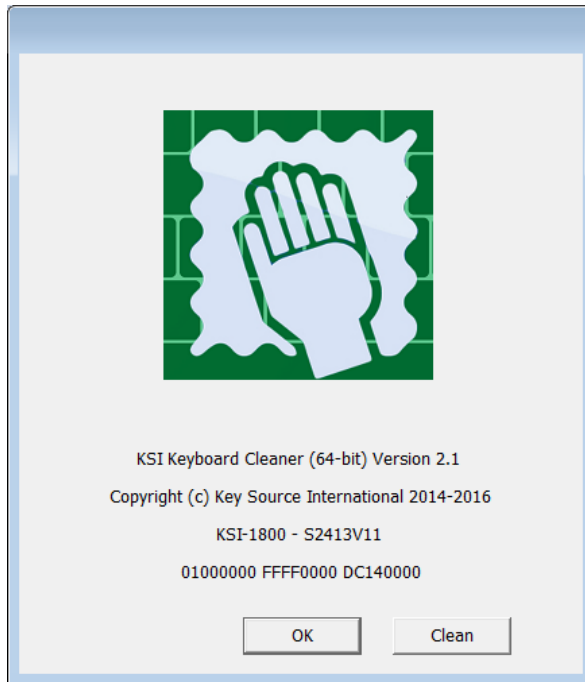 KSI Keyboard Cleaner (64-bit) Version 2.1
Copyright (c) Key Source International 2014-2016
KSI-1800 - S2413V11
01000000 FFFF0000 DC140000
OK
Clean